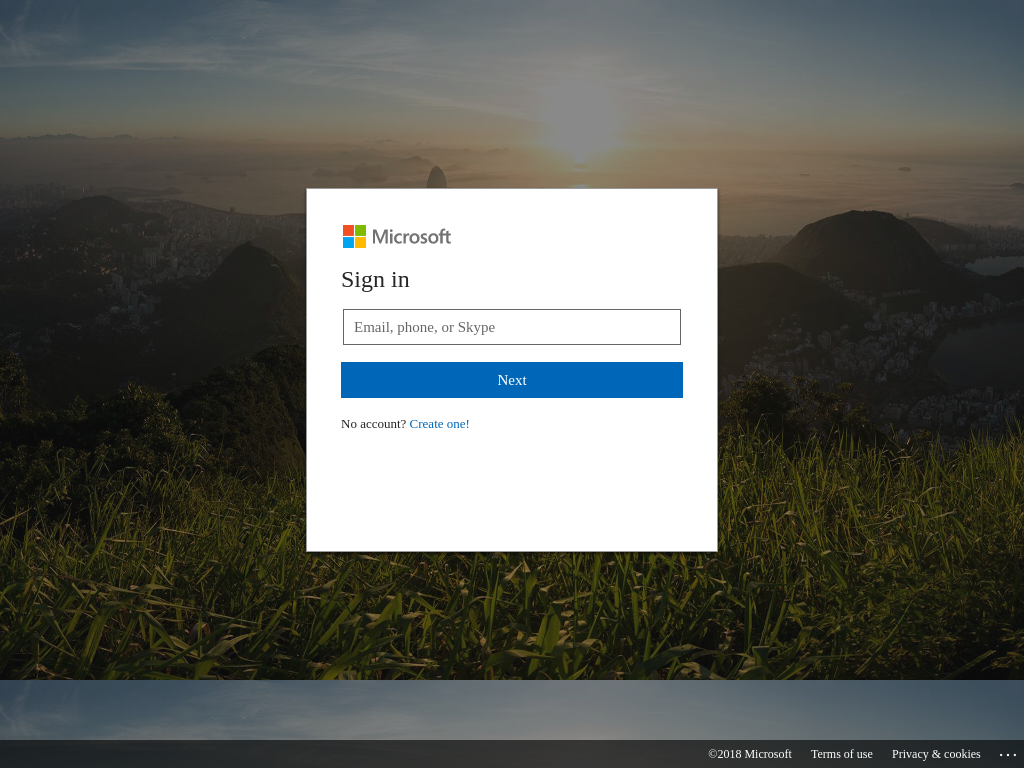 Microsoft
Sign in
Email, phone, or Skype
Next
No account? Create one!
©2018 Microsoft Terms of use Privacy & cookies ...